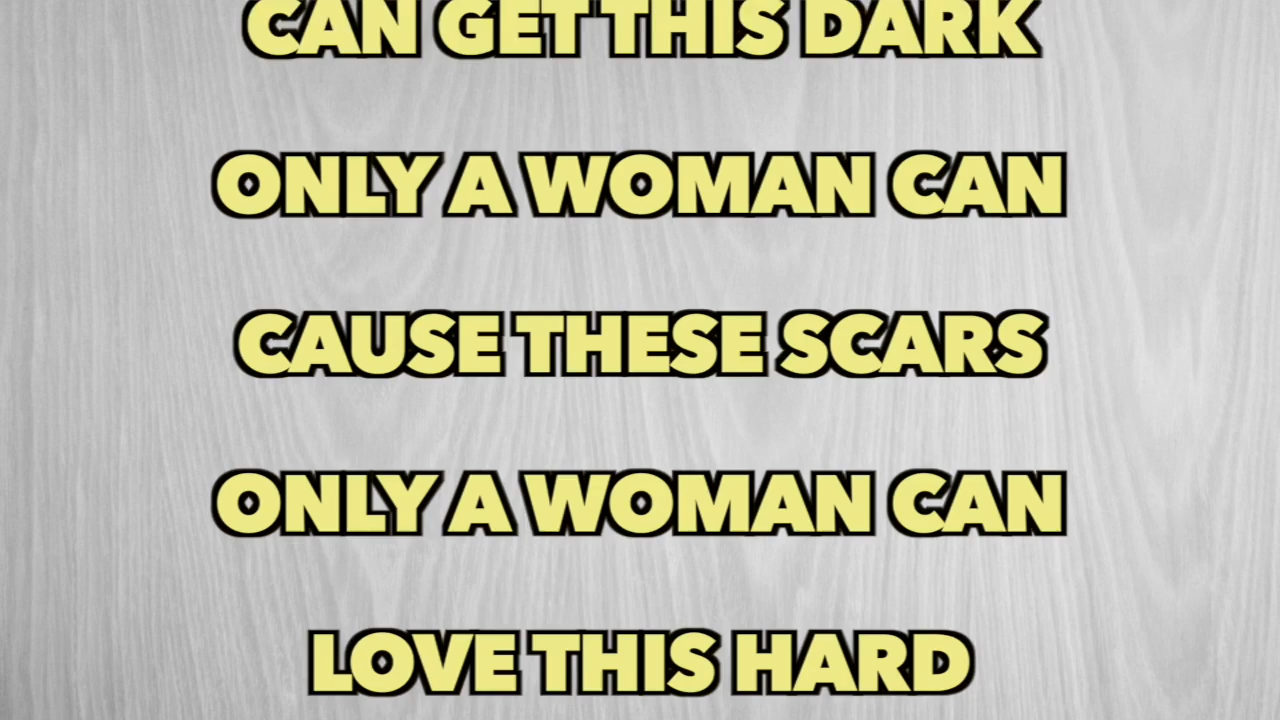 CAN GET THIS DARK
ONLY A WOMAN CAN
CAUSE THESE SCARS
ONLY A WOMAN CAN
LOVE THIS HARD